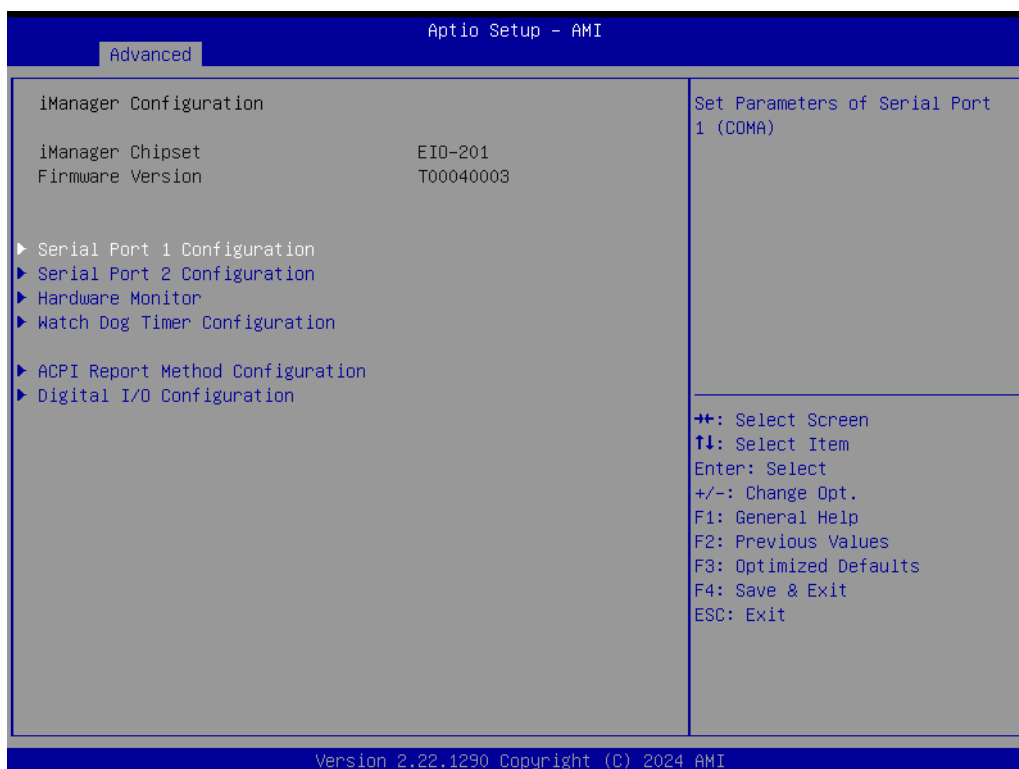 Aptio Setup – AMI
Advanced
iManager Configuration
iManager Chipset EIO-201
Firmware Version T00040003
▶ Serial Port 1 Configuration
▶ Serial Port 2 Configuration
▶ Hardware Monitor
▶ Watch Dog Timer Configuration
▶ ACPI Report Method Configuration
▶ Digital I/O Configuration
Set Parameters of Serial Port
1 (COMA)
→←: Select Screen
↑↓: Select Item
Enter: Select
+/-: Change Opt.
F1: General Help
F2: Previous Values
F3: Optimized Defaults
F4: Save & Exit
ESC: Exit
Version 2.22.1290 Copyright (C) 2024 AMI